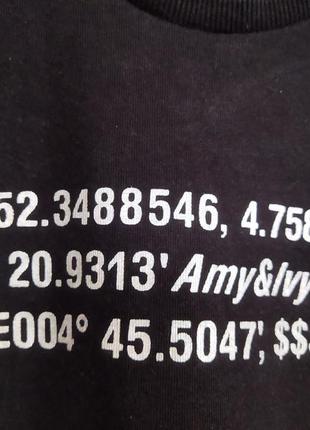 52.3488546, 4.758
20.9313' Amy&Ivy
E004° 45.5047', $$